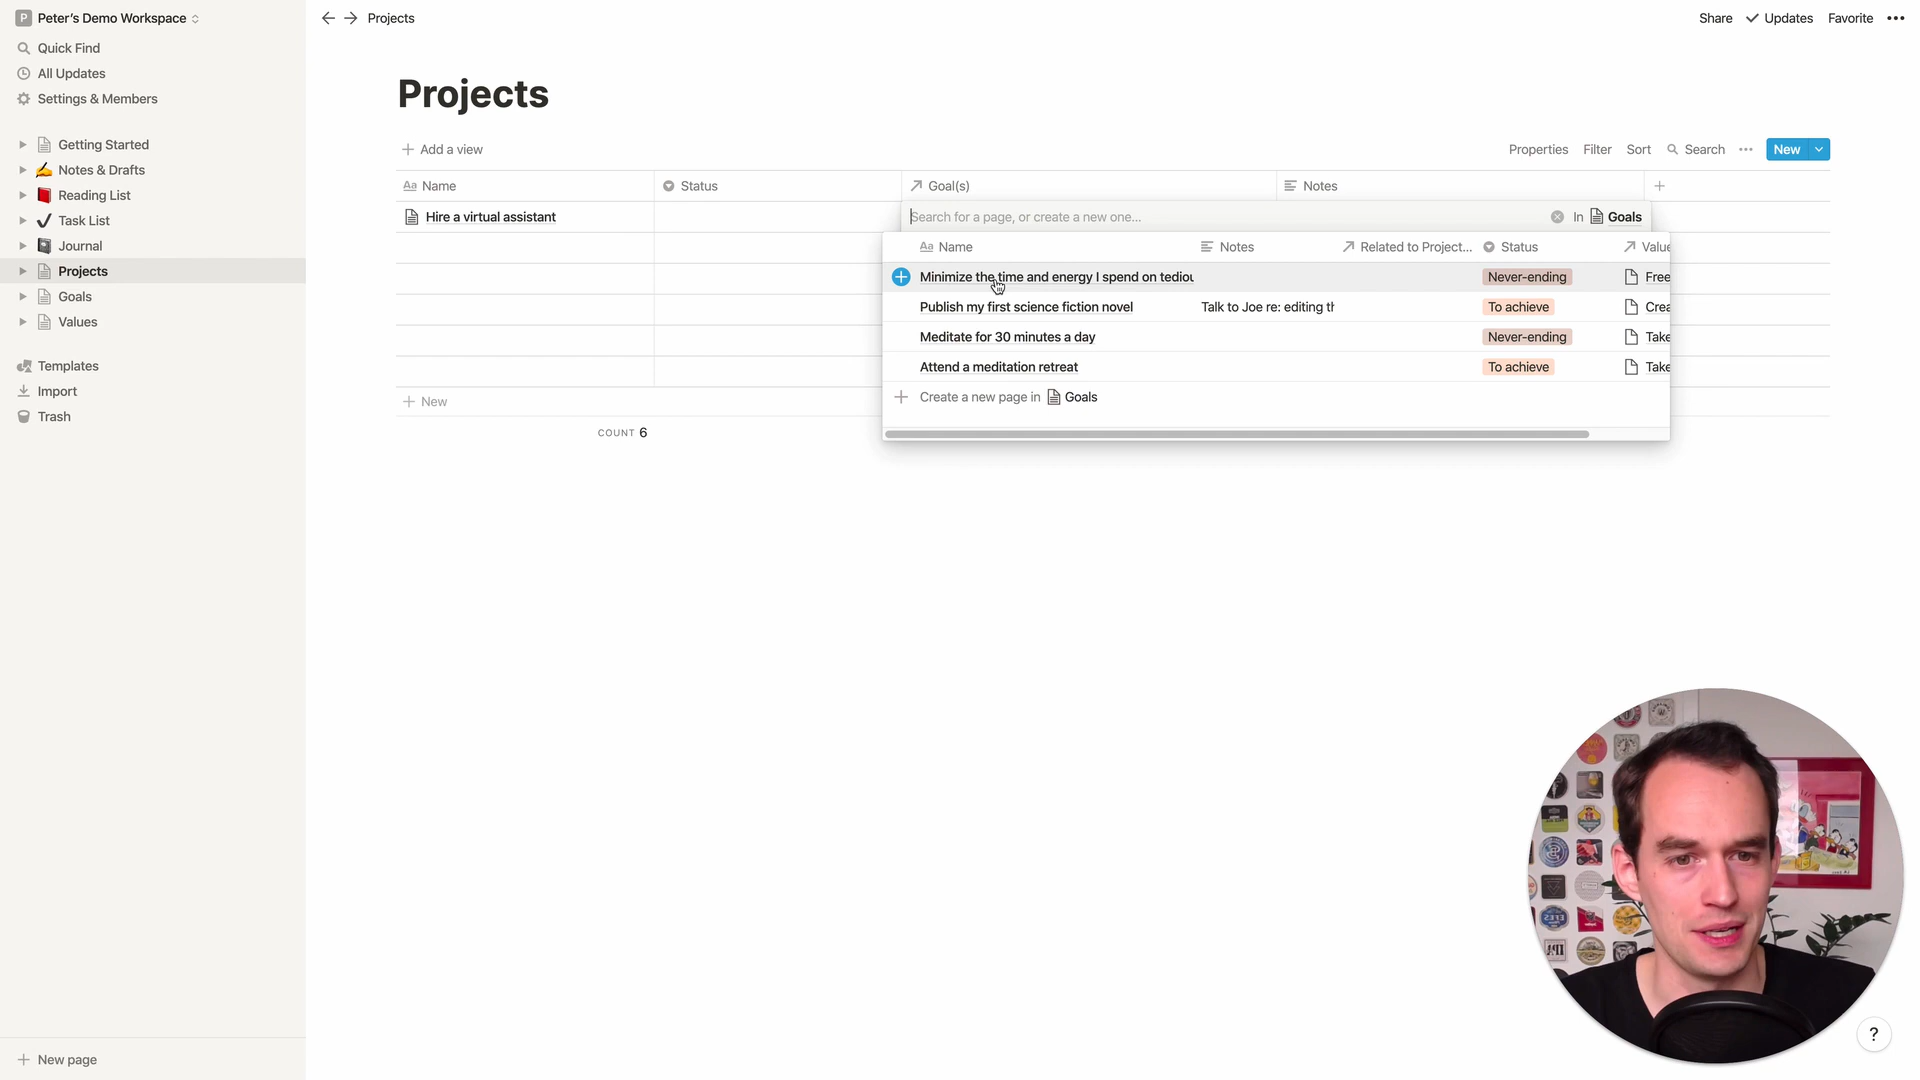 P Peter's Demo Workspace
Projects
Share Updates Favorite
Quick Find
All Updates
Settings & Members
Getting Started
Notes & Drafts
Reading List
Task List
Journal
Projects
Goals
Values
Templates
Import
Trash
New page
Projects
Add a view
Properties Filter Sort Search New
Aa Name Status Goal(s) Notes
Hire a virtual assistant
Search for a page, or create a new one... In Goals
Aa Name Notes Related to Project... Status Value
Minimize the time and energy I spend on tediou Never-ending Free
Publish my first science fiction novel Talk to Joe re: editing th To achieve Crea
Meditate for 30 minutes a day Never-ending Take
Attend a meditation retreat To achieve Take
Create a new page in Goals
New
COUNT 6
EFES
IPA
?